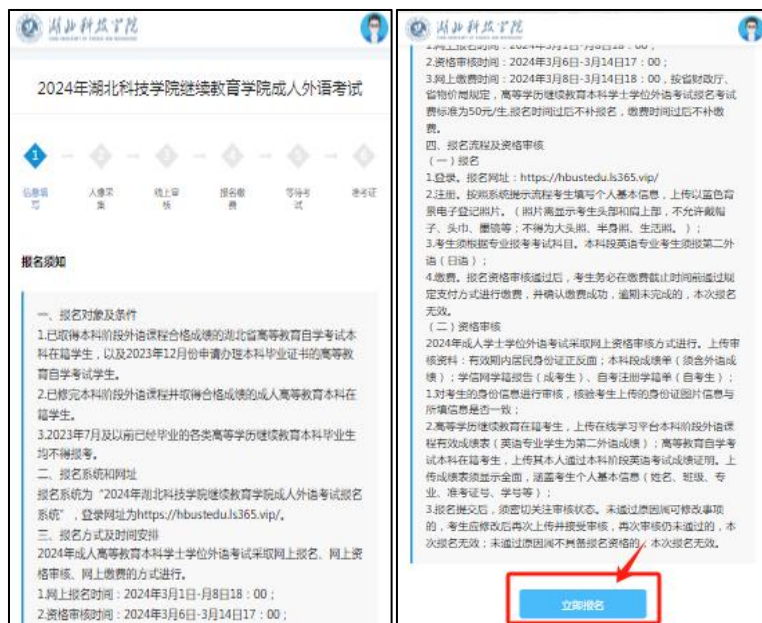 湖北科技学院
2024年湖北科技学院继续教育学院成人外语考试
1
2
3
4
5
6
信息填
写
人像采
集
线上审
核
报名缴
费
等待考
试
准考证
报名须知
一、报名对象及条件
1.已取得本科阶段外语课程合格成绩的湖北省高等教育自学考试本
科在籍学生，以及2023年12月份申请办理本科毕业证书的高等教
育自学考试学生。
2.已修完本科阶段外语课程并取得合格成绩的成人高等教育本科在
籍学生。
3.2023年7月及以前已经毕业的各类高等学历继续教育本科毕业生
均不得报考。
二、报名系统和网址
报名系统为“2024年湖北科技学院继续教育学院成人外语考试报名
系统”，登录网址为https://hbustedu.ls365.vip/。
三、报名方式及时间安排
2024年成人高等教育本科学士学位外语考试采取网上报名、网上资
格审核、网上缴费的方式进行。
1.网上报名时间：2024年3月1日-月8日18：00；
2.资格审核时间：2024年3月6日-3月14日17：00；
湖北科技学院
1.网上报名时间：2024年3月1日-月8日18：00；
2.资格审核时间：2024年3月6日-3月14日17：00；
3.网上缴费时间：2024年3月8日-3月14日18：00，按省财政厅、
省物价局规定，高等学历继续教育本科学士学位外语考试报名考试
费标准为50元/生.报名时间过后不补报名，缴费时间过后不补缴
费。
四、报名流程及资格审核
（一）报名
1.登录。报名网址：https://hbustedu.ls365.vip/
2.注册。按照系统提示流程考生填写个人基本信息，上传以蓝色背
景电子登记照片。（照片需显示考生头部和肩上部，不允许戴帽
子、头巾、墨镜等；不得为大头照、半身照、生活照。）；
3.考生须根据专业报考考试科目。本科段英语专业考生须报第二外
语（日语）；
4.缴费。报名资格审核通过后，考生务必在缴费截止时间前通过规
定支付方式进行缴费，并确认缴费成功，逾期未完成的，本次报名
无效。
（二）资格审核
2024年成人学士学位外语考试采取网上资格审核方式进行。上传审
核资料：有效期内居民身份证正反面；本科段成绩单（须含外语成
绩）；学信网学籍报告（成考生）、自考注册学籍单（自考生）；
1.对考生的身份信息进行审核，核验考生上传的身份证图片信息与
所填信息是否一致；
2.高等学历继续教育在籍考生，上传在线学习平台本科阶段外语课
程有效成绩表（英语专业学生为第二外语成绩）；高等教育自学考
试本科在籍考生，上传其本人通过本科阶段英语考试成绩证明。上
传成绩表须显示全面，涵盖考生个人基本信息（姓名、班级、专
业、准考证号、学号等）；
3.报名提交后，须密切关注审核状态。未通过原因属可修改事项
的，考生应修改后再次上传并接受审核，再次审核仍未通过的，本
次报名无效；未通过原因属不具备报名资格的，本次报名无效。
立即报名